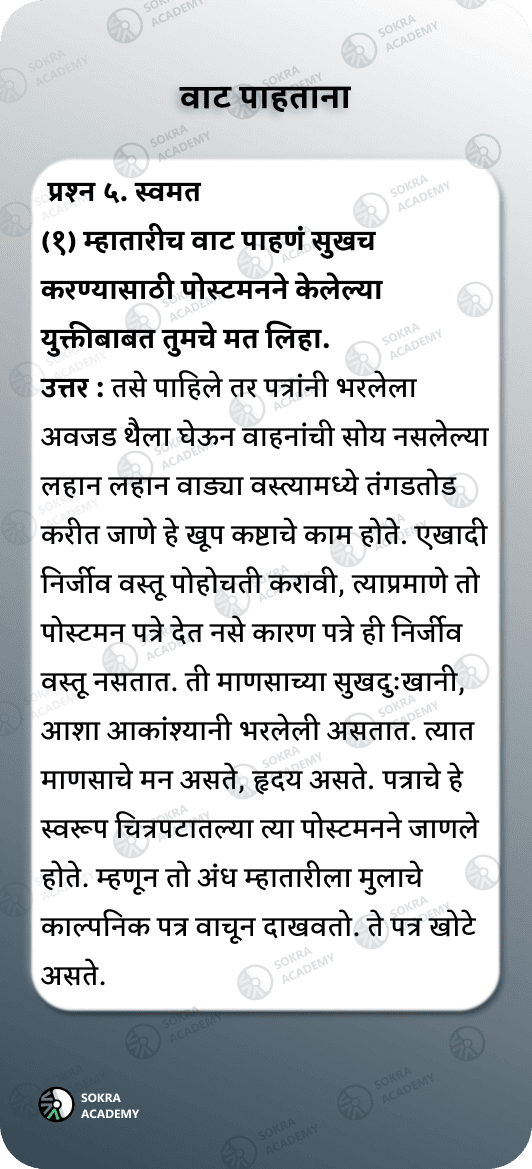 वाट पाहताना
प्रश्न ५. स्वमत
(१) म्हातारीच वाट पाहणं सुखच
करण्यासाठी पोस्टमनने केलेल्या
युक्तीबाबत तुमचे मत लिहा.
उत्तर : तसे पाहिले तर पत्रांनी भरलेला
अवजड थैला घेऊन वाहनांची सोय नसलेल्या
लहान लहान वाड्या वस्त्यामध्ये तंगडतोड
करीत जाणे हे खूप कष्टाचे काम होते. एखादी
निर्जीव वस्तू पोहोचती करावी, त्याप्रमाणे तो
पोस्टमन पत्रे देत नसे कारण पत्रे ही निर्जीव
वस्तू नसतात. ती माणसाच्या सुखदुःखानी,
आशा आकांश्यानी भरलेली असतात. त्यात
माणसाचे मन असते, हृदय असते. पत्राचे हे
स्वरूप चित्रपटातल्या त्या पोस्टमनने जाणले
होते. म्हणून तो अंध म्हातारीला मुलाचे
काल्पनिक पत्र वाचून दाखवतो. ते पत्र खोटे
असते.
SOKRA
ACADEMY